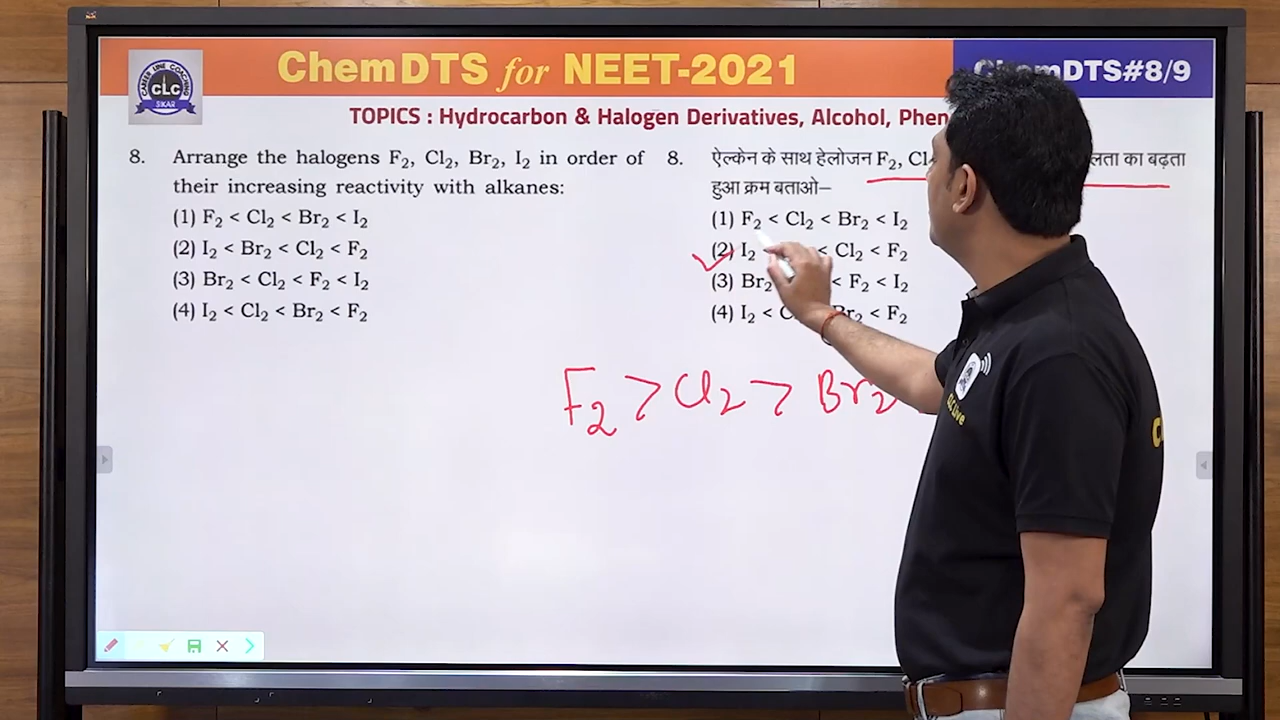 ChemDTS for NEET-2021
ChemDTS#8/9
CAREER LINE COACHING
CLC
SIKAR
TOPICS : Hydrocarbon & Halogen Derivatives, Alcohol,
8. Arrange the halogens F₂, Cl₂, Br₂, I₂ in order of
their increasing reactivity with alkanes:
(1) F₂ < Cl₂ < Br₂ < I₂
(2) I₂ < Br₂ < Cl₂ < F₂
(3) Br₂ < Cl₂ < F₂ < I₂
(4) I₂ < Cl₂ < Br₂ < F₂
8. ऐल्केन के साथ हेलोजन F₂, का बढ़ता
हुआ क्रम बताओ–
(1) F₂ < Cl₂ < Br₂ < I₂
(2) I₂ < Cl₂ < F₂
(3) Br₂ < F₂ < I₂
(4) I₂ < Br₂ < F₂
F₂ > Cl₂ > Br₂
CLC Live